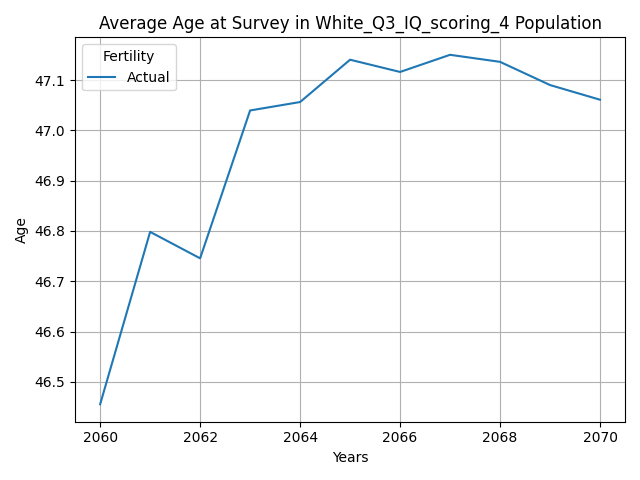 Average Age at Survey in White_Q3_IQ_scoring_4 Population
Fertility
Actual
47.1
47.0
46.9
46.8
46.7
46.6
46.5
Age
2060 2062 2064 2066 2068 2070
Years